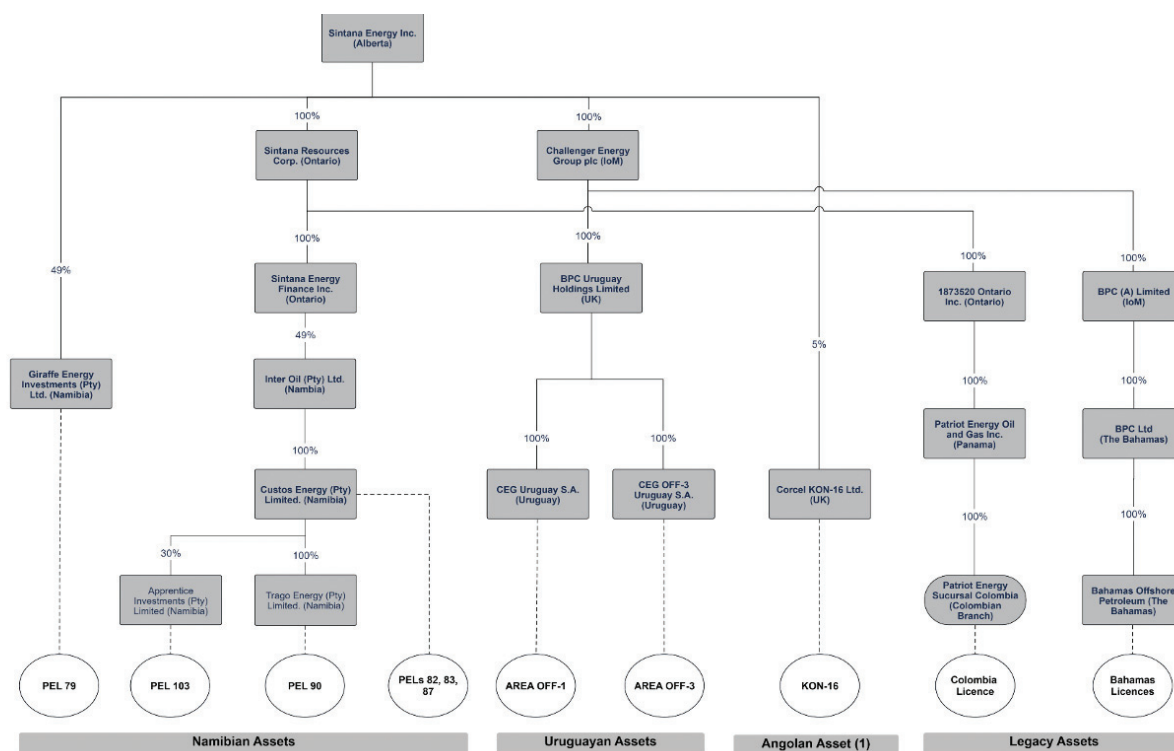 Sintana Energy Inc.
(Alberta)
100%
100%
Sintana Resources
Corp. (Ontario)
Challenger Energy
Group plc (IoM)
49%
100%
100%
100%
100%
Sintana Energy
Finance Inc.
(Ontario)
BPC Uruguay
Holdings Limited
(UK)
1873520 Ontario
Inc. (Ontario)
BPC (A) Limited
(IoM)
49%
5%
Giraffe Energy
Investments (Pty)
Ltd. (Namibia)
Inter Oil (Pty) Ltd.
(Nambia)
100%
100%
100%
100%
100%
Patriot Energy Oil
and Gas Inc.
(Panama)
BPC Ltd
(The Bahamas)
Custos Energy (Pty)
Limited. (Namibia)
CEG Uruguay S.A.
(Uruguay)
CEG OFF-3
Uruguay S.A.
(Uruguay)
Corcel KON-16 Ltd.
(UK)
30%
100%
100%
100%
Apprentice
Investments (Pty)
Limited (Namibia)
Trago Energy (Pty)
Limited. (Namibia)
Patriot Energy
Sucursal Colombia
(Colombian
Branch)
Bahamas Offshore
Petroleum (The
Bahamas)
PEL 79
PEL 103
PEL 90
PELs 82, 83,
87
AREA OFF-1
AREA OFF-3
KON-16
Colombia
Licence
Bahamas
Licences
Namibian Assets
Uruguayan Assets
Angolan Asset (1)
Legacy Assets